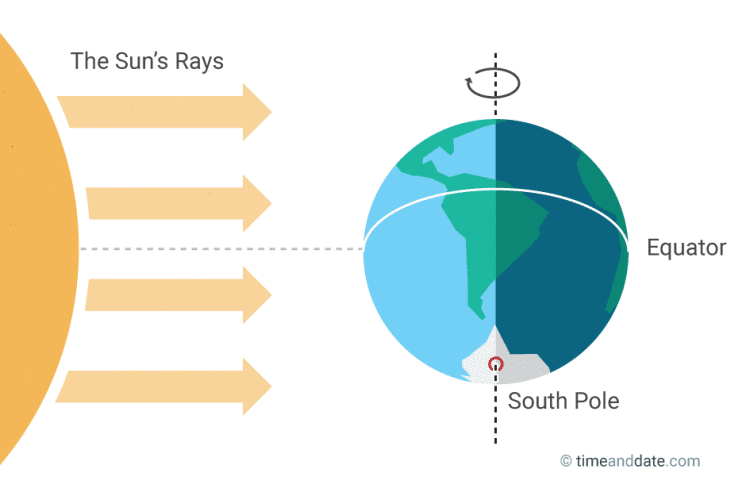 The Sun's Rays
Equator
South Pole
© timeanddate.com